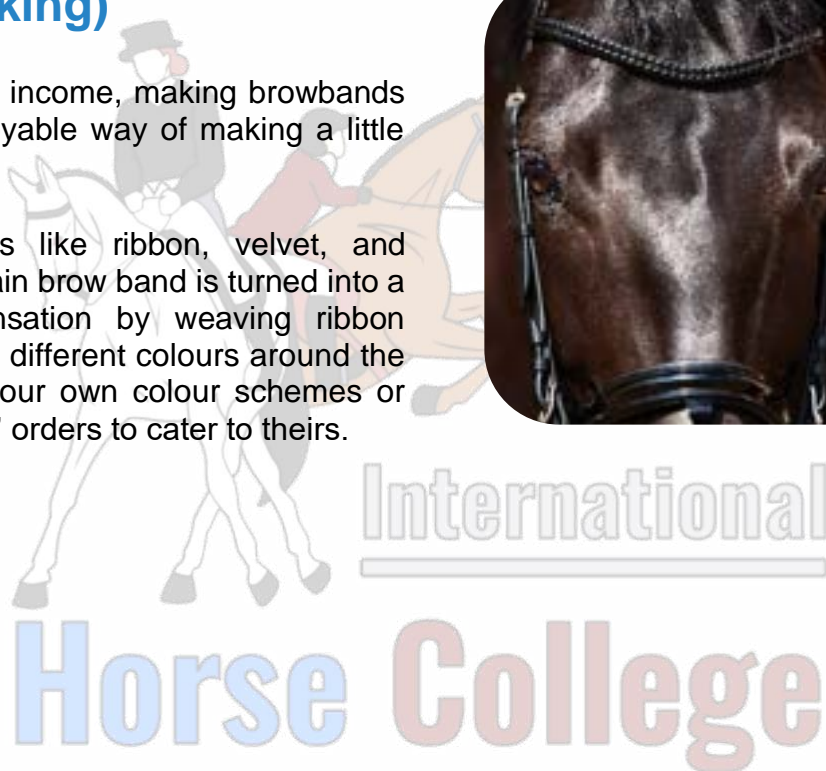 king)
income, making browbands
yable way of making a little
s like ribbon, velvet, and
ain brow band is turned into a
nsation by weaving ribbon
different colours around the
our own colour schemes or
' orders to cater to theirs.
International
Horse College